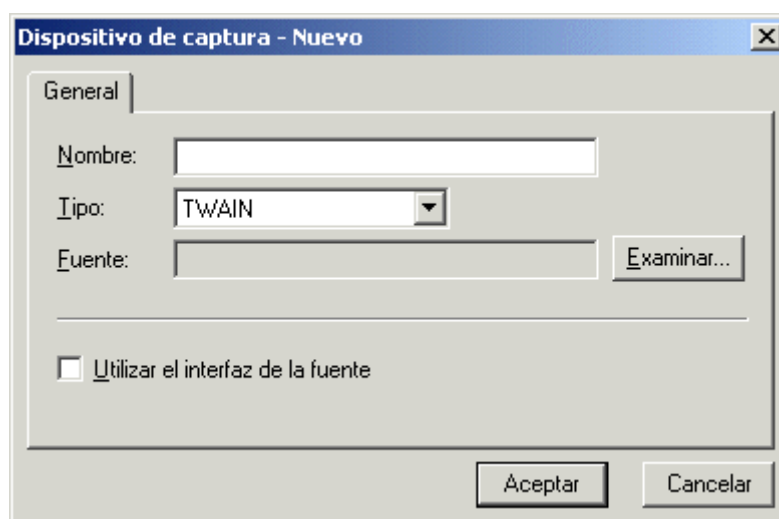 Dispositivo de captura - Nuevo
General
Nombre:
Tipo: TWAIN
Fuente: Examinar...
Utilizar el interfaz de la fuente
Aceptar Cancelar